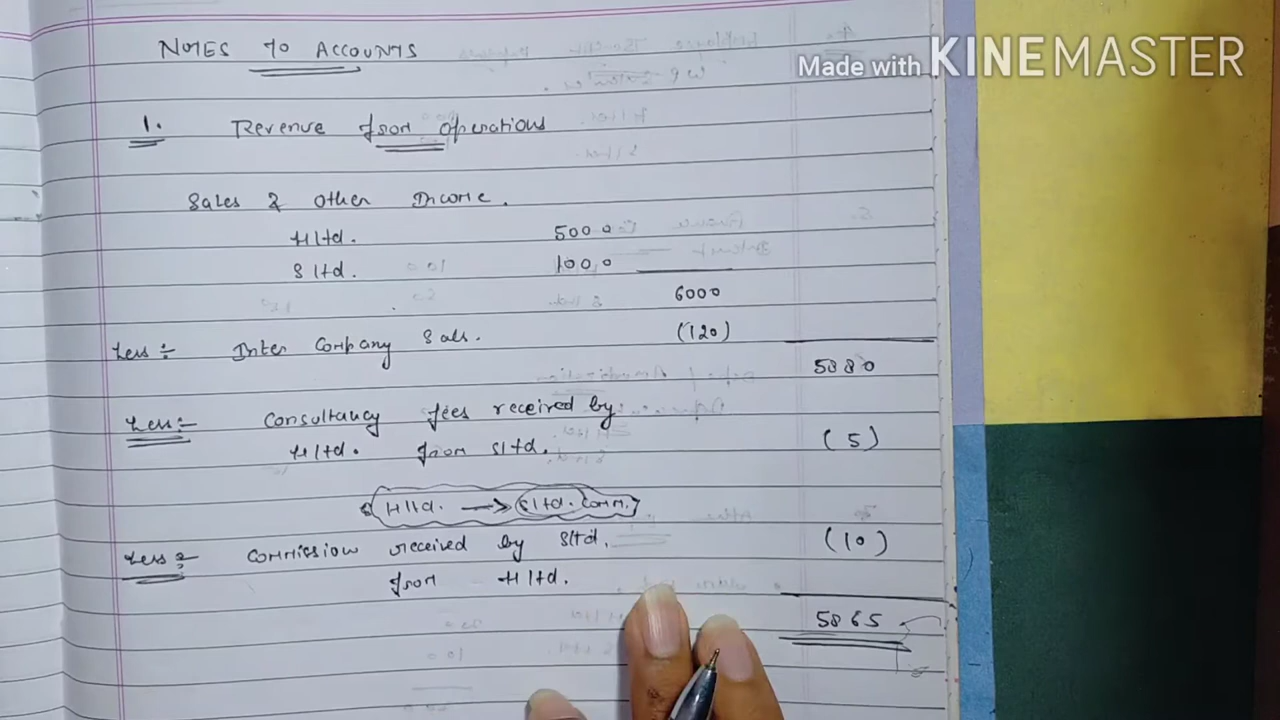 NOTES TO ACCOUNTS
Made with KINEMASTER
1. Revenue from operations
Sales & Other Income.
H ltd. 5000
S ltd. 1000
6000
Less :- Inter Company Sals. (120)
5880
Less :- Consultancy fees received by
H ltd. from S ltd. (5)
H ltd. → S ltd. comm.
Less : Commission received by S ltd. (10)
from H ltd.
5865